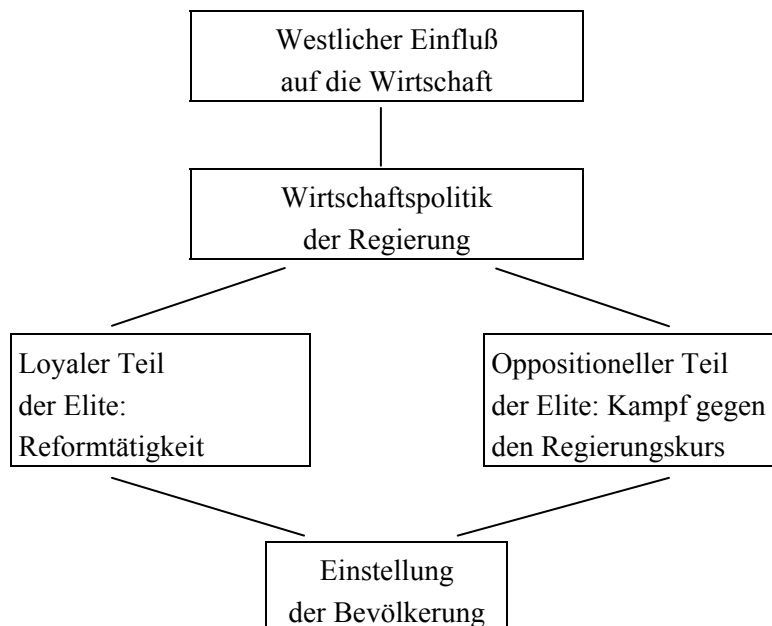 Westlicher Einfluß
auf die Wirtschaft
Wirtschaftspolitik
der Regierung
Loyaler Teil
der Elite:
Reformtätigkeit
Oppositioneller Teil
der Elite: Kampf gegen
den Regierungskurs
Einstellung
der Bevölkerung